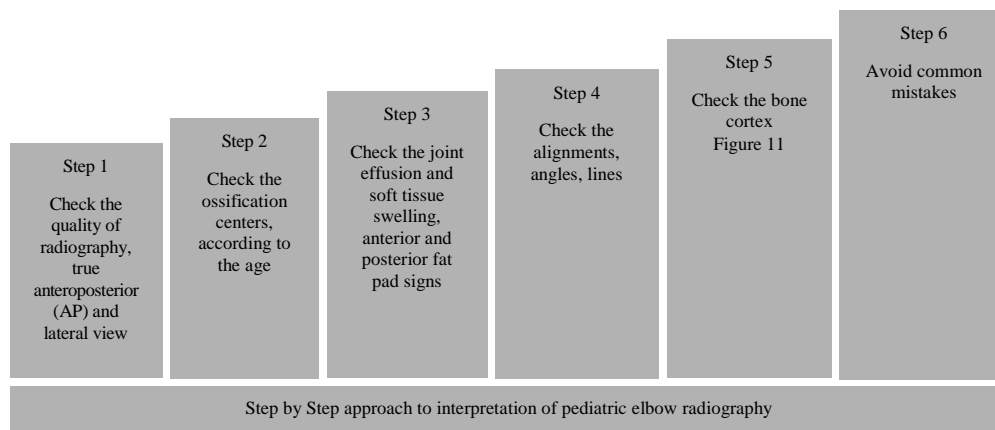 Step 1
Check the
quality of
radiography,
true
anteroposterior
(AP) and
lateral view
Step 2
Check the
ossification
centers,
according to
the age
Step 3
Check the joint
effusion and
soft tissue
swelling,
anterior and
posterior fat
pad signs
Step 4
Check the
alignments,
angles, lines
Step 5
Check the bone
cortex
Figure 11
Step 6
Avoid common
mistakes
Step by Step approach to interpretation of pediatric elbow radiography